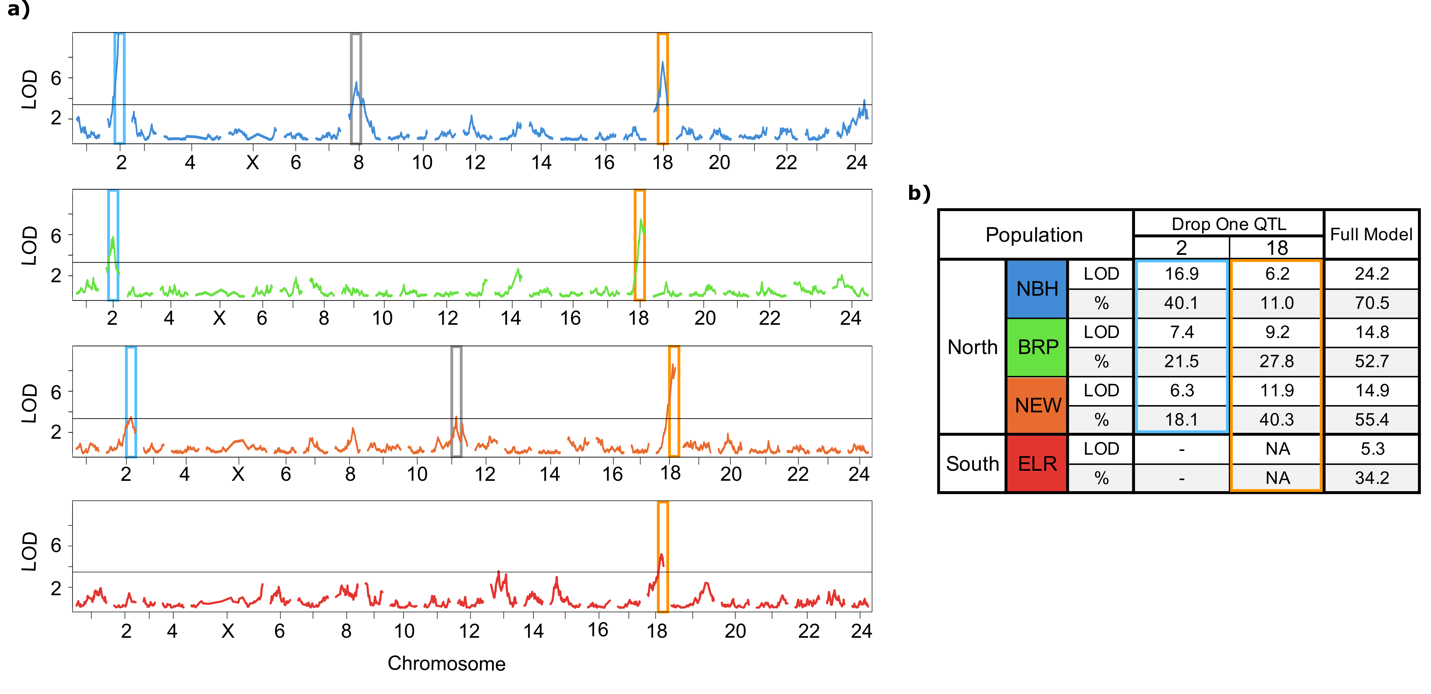 a)
LOD
6
2
2 4 X 6 8 10 12 14 16 18 20 22 24
LOD
6
2
2 4 X 6 8 10 12 14 16 18 20 22 24
LOD
6
2
2 4 X 6 8 10 12 14 16 18 20 22 24
LOD
6
2
2 4 X 6 8 10 12 14 16 18 20 22 24
Chromosome
b)
Population Drop One QTL Full Model
2 18
North NBH LOD 16.9 6.2 24.2
% 40.1 11.0 70.5
BRP LOD 7.4 9.2 14.8
% 21.5 27.8 52.7
NEW LOD 6.3 11.9 14.9
% 18.1 40.3 55.4
South ELR LOD - NA 5.3
% - NA 34.2